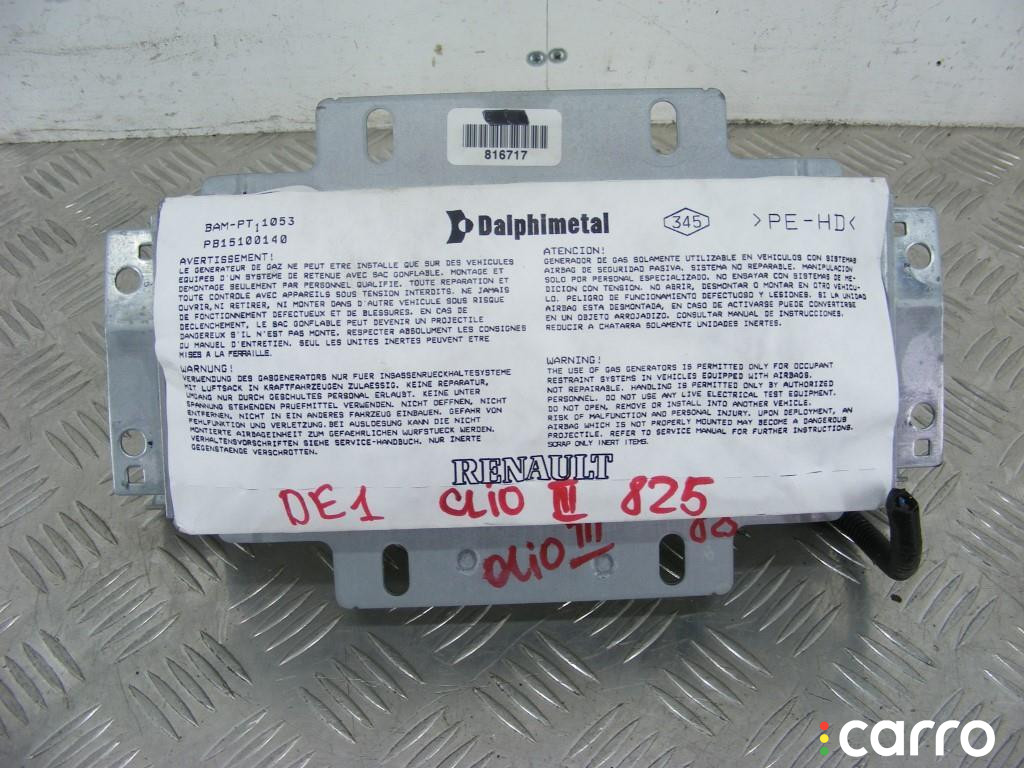 816717
BAM-PT11053
PB15100140
Dalphimetal
345
>PE-HD<
AVERTISSEMENT!
LE GENERATEUR DE GAZ NE PEUT ETRE INSTALLE QUE SUR DES VEHICULES
EQUIPES D'UN SYSTEME DE RETENUE AVEC SAC GONFLABLE. MONTAGE ET
DEMONTAGE SEULEMENT PAR PERSONNEL QUALIFIE. TOUTE REPARATION ET
TOUTE CONTROLE AVEC APPAREILS SOUS TENSION INTERDITS. NE JAMAIS
OUVRIR, NI RETIRER, NI MONTER DANS D'AUTRE VEHICULE SOUS RISQUE
DE FONCTIONNEMENT DEFECTUEUX ET DE BLESSURES. EN CAS DE
DECLENCHEMENT, LE SAC GONFLABLE PEUT DEVENIR UN PROJECTILE
DANGEREUX S'IL N'EST PAS MONTE. RESPECTER ABSOLUMENT LES CONSIGNES
DU MANUEL D'ENTRETIEN. SEUL LES UNITES INERTES PEUVENT ETRE
MISES A LA FERRAILLE.
ATENCION!
GENERADOR DE GAS SOLAMENTE UTILIZABLE EN VEHICULOS CON SISTEMAS
AIRBAG DE SEGURIDAD PASIVA. SISTEMA NO REPARABLE. MANIPULACION
SOLO POR PERSONAL ESPECIALIZADO. NO ENSAYAR CON SISTEMAS DE ME-
DICION CON TENSION. NO ABRIR, DESMONTAR O MONTAR EN OTRO VEHICU-
LO. PELIGRO DE FUNCIONAMIENTO DEFECTUOSO Y LESIONES. SI LA UNIDAD
AIRBAG ESTA DESMONTADA, EN CASO DE ACTIVARSE PUEDE CONVERTIRSE
EN UN OBJETO ARROJADIZO. CONSULTAR MANUAL DE INSTRUCCIONES.
REDUCIR A CHATARRA SOLAMENTE UNIDADES INERTES.
WARNUNG!
VERWENDUNG DES GASGENERATORS NUR FUER INSASSENRUECKHALTESYSTEME
MIT LUFTSACK IN KRAFTFAHRZEUGEN ZULAESSIG. KEINE REPARATUR,
UMGANG NUR DURCH GESCHULTES PERSONAL ERLAUBT. KEINE UNTER
SPANNUNG STEHENDEN PRUEFMITTEL VERWENDEN. NICHT OEFFNEN, NICHT
ENTFERNEN, NICHT IN EIN ANDERES FAHRZEUG EINBAUEN. GEFAHR VON
FEHLFUNKTION UND VERLETZUNG. BEI AUSLOESUNG KANN DIE NICHT
MONTIERTE AIRBAGEINHEIT ZUM GEFAEHRLICHEN WURFSTUECK WERDEN.
VERHALTENSVORSCHRIFTEN SIEHE SERVICE-HANDBUCH. NUR INERTE
GEGENSTAENDE VERSCHROTTEN.
WARNING!
THE USE OF GAS GENERATORS IS PERMITTED ONLY FOR OCCUPANT
RESTRAINT SYSTEMS IN VEHICLES EQUIPPED WITH AIRBAGS.
NOT REPAIRABLE. HANDLING IS PERMITTED ONLY BY AUTHORIZED
PERSONNEL. DO NOT USE ANY LIVE ELECTRICAL TEST EQUIPMENT.
DO NOT OPEN, REMOVE OR INSTALL INTO ANOTHER VEHICLE.
RISK OF MALFUNCTION AND PERSONAL INJURY. UPON DEPLOYMENT, AN
AIRBAG WHICH IS NOT PROPERLY MOUNTED MAY BECOME A DANGEROUS
PROJECTILE. REFER TO SERVICE MANUAL FOR FURTHER INSTRUCTIONS.
SCRAP ONLY INERT ITEMS.
RENAULT
DE1 CLIO III 825
CLIO III
carro